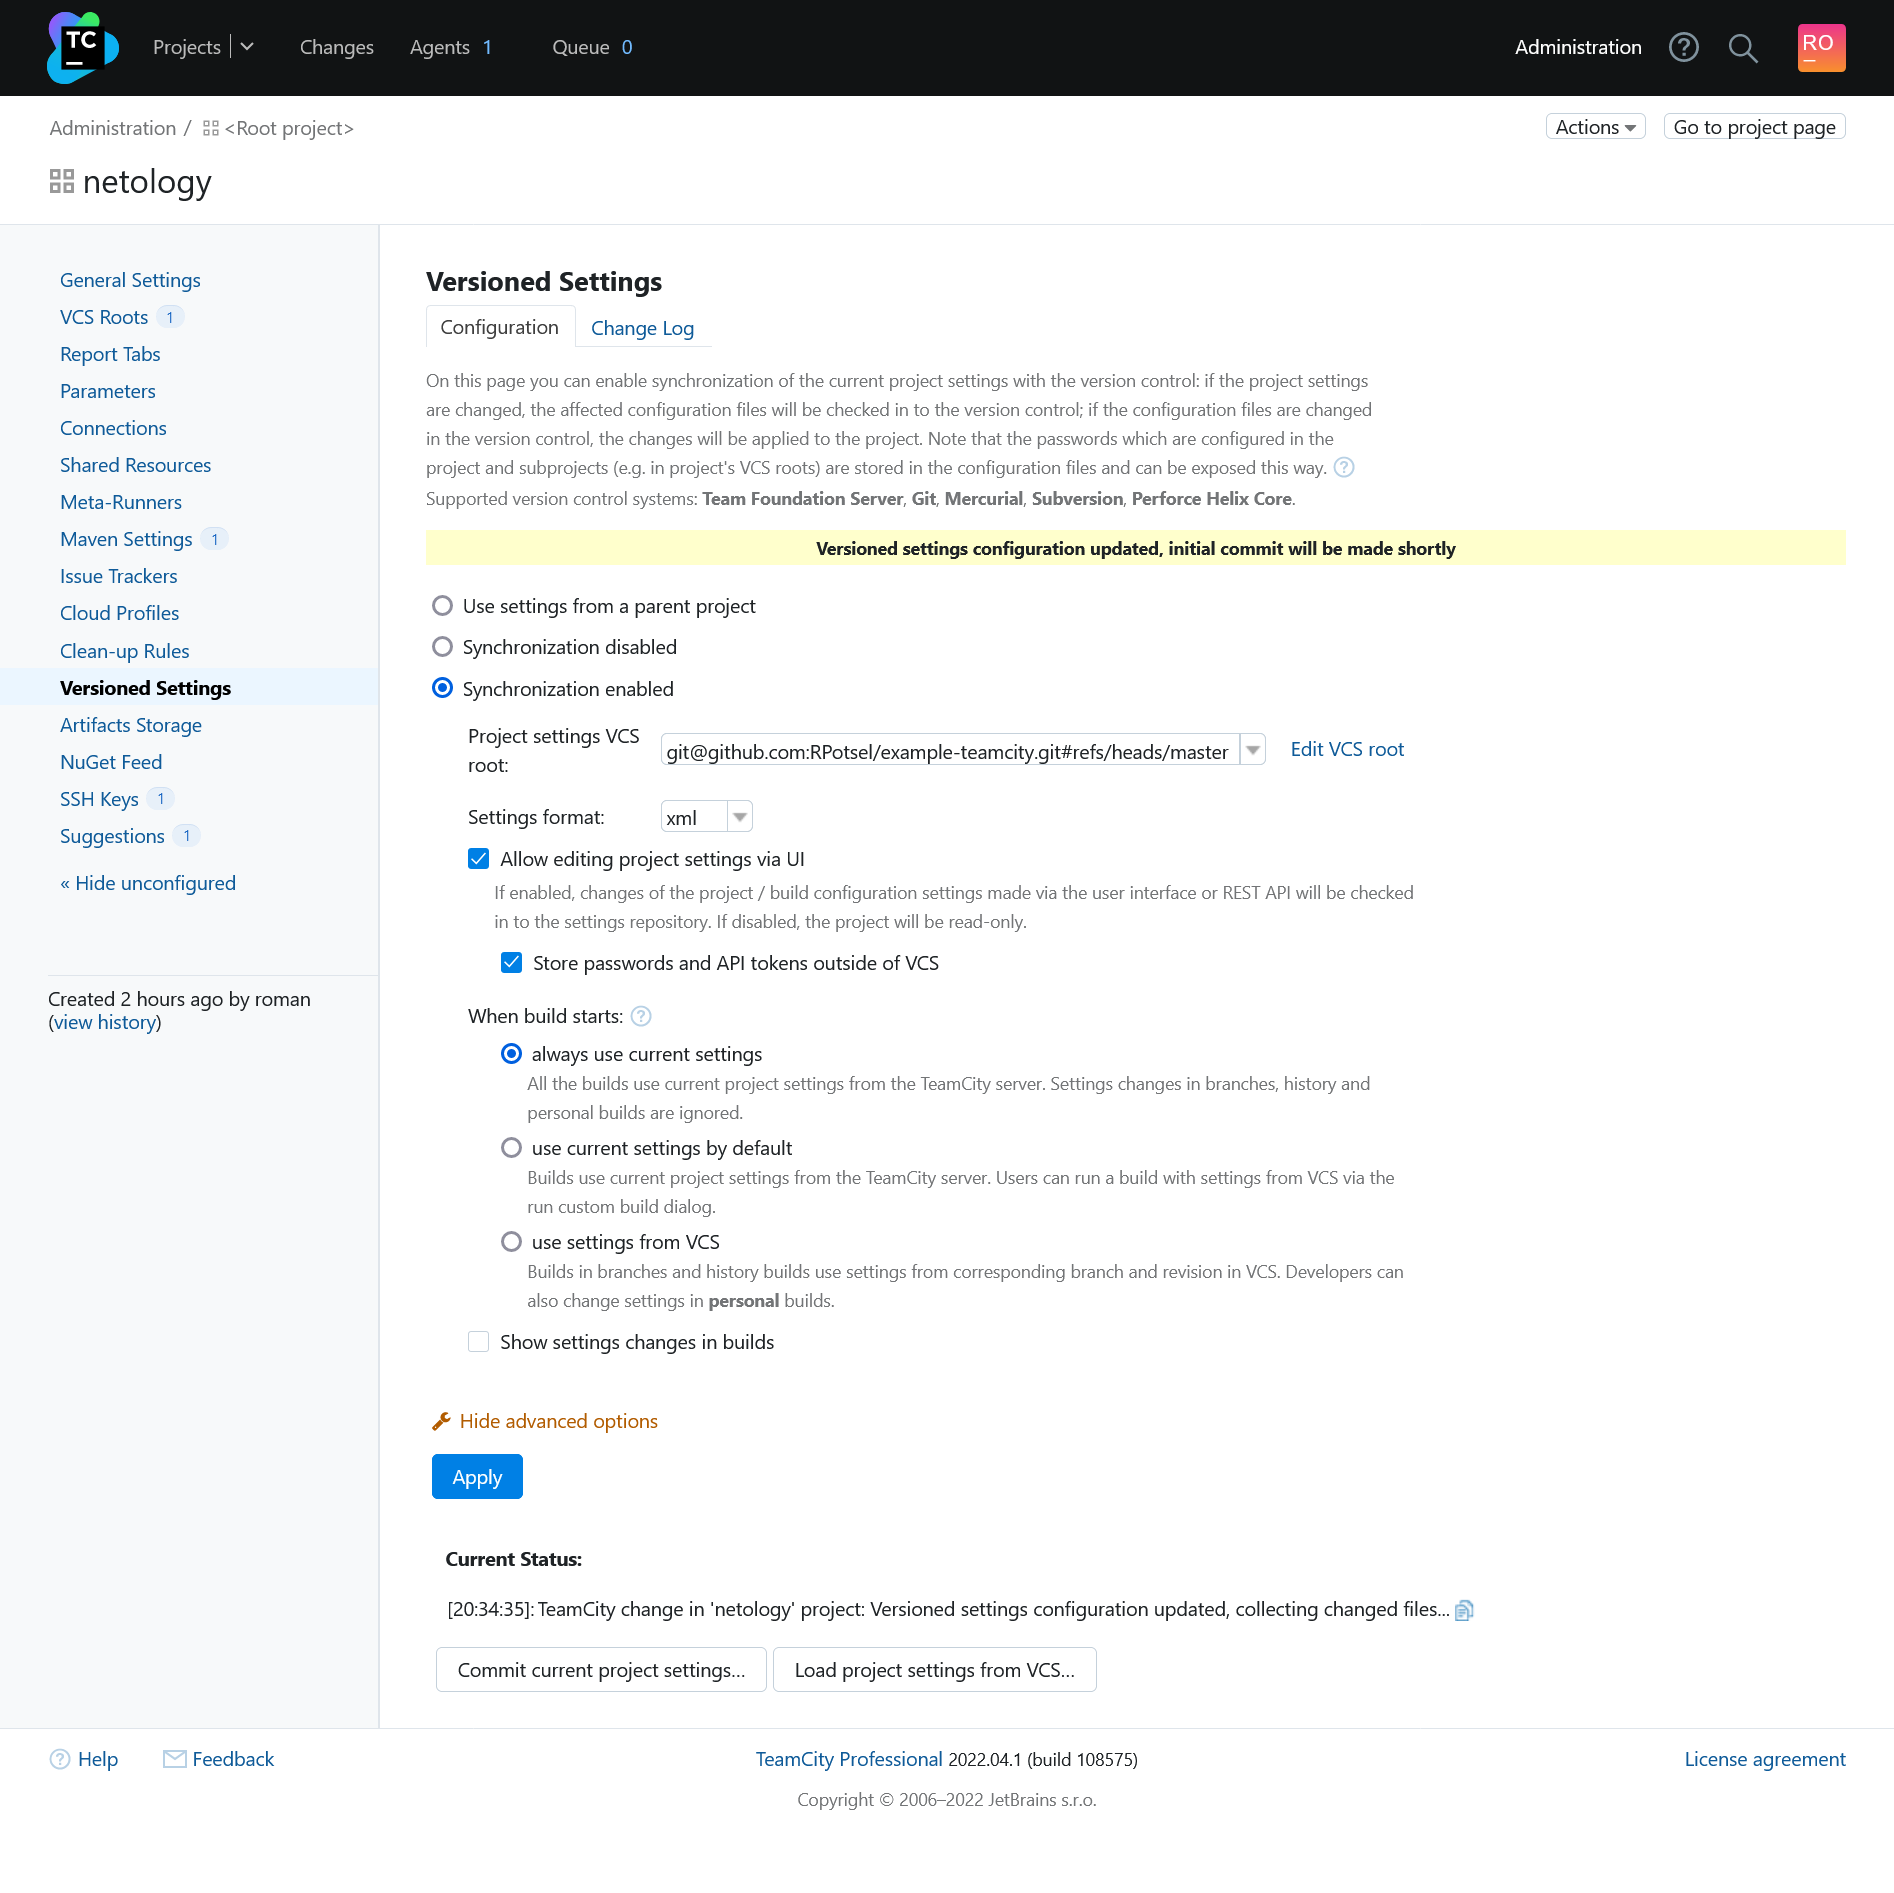 TC
Projects
Changes
Agents 1
Queue 0
Administration
RO
Administration / <Root project>
Actions
Go to project page
netology
General Settings
VCS Roots 1
Report Tabs
Parameters
Connections
Shared Resources
Meta-Runners
Maven Settings 1
Issue Trackers
Cloud Profiles
Clean-up Rules
Versioned Settings
Artifacts Storage
NuGet Feed
SSH Keys 1
Suggestions 1
« Hide unconfigured
Created 2 hours ago by roman
(view history)
Versioned Settings
Configuration
Change Log
On this page you can enable synchronization of the current project settings with the version control: if the project settings
are changed, the affected configuration files will be checked in to the version control; if the configuration files are changed
in the version control, the changes will be applied to the project. Note that the passwords which are configured in the
project and subprojects (e.g. in project's VCS roots) are stored in the configuration files and can be exposed this way. ?
Supported version control systems: Team Foundation Server, Git, Mercurial, Subversion, Perforce Helix Core.
Versioned settings configuration updated, initial commit will be made shortly
Use settings from a parent project
Synchronization disabled
Synchronization enabled
Project settings VCS
root:
git@github.com:RPotsel/example-teamcity.git#refs/heads/master
Edit VCS root
Settings format:
xml
Allow editing project settings via UI
If enabled, changes of the project / build configuration settings made via the user interface or REST API will be checked
in to the settings repository. If disabled, the project will be read-only.
Store passwords and API tokens outside of VCS
When build starts: ?
always use current settings
All the builds use current project settings from the TeamCity server. Settings changes in branches, history and
personal builds are ignored.
use current settings by default
Builds use current project settings from the TeamCity server. Users can run a build with settings from VCS via the
run custom build dialog.
use settings from VCS
Builds in branches and history builds use settings from corresponding branch and revision in VCS. Developers can
also change settings in personal builds.
Show settings changes in builds
Hide advanced options
Apply
Current Status:
[20:34:35]: TeamCity change in 'netology' project: Versioned settings configuration updated, collecting changed files...
Commit current project settings...
Load project settings from VCS...
? Help
Feedback
TeamCity Professional 2022.04.1 (build 108575)
License agreement
Copyright © 2006–2022 JetBrains s.r.o.